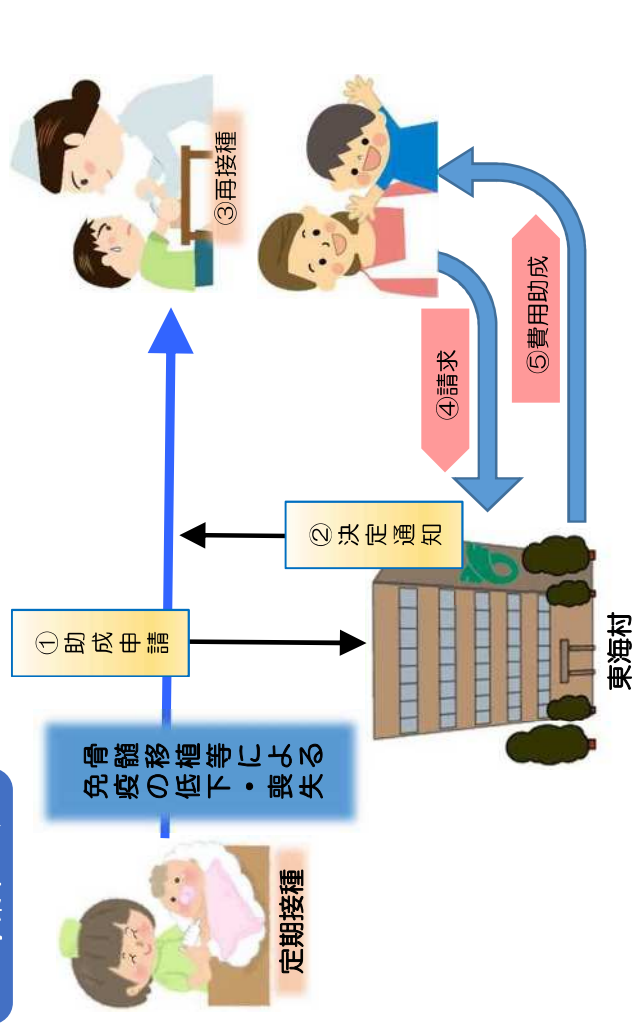 定期接種
骨髄移植等による
免疫の低下・喪失
①助成申請
②決定通知
③再接種
④請求
⑤費用助成
東海村